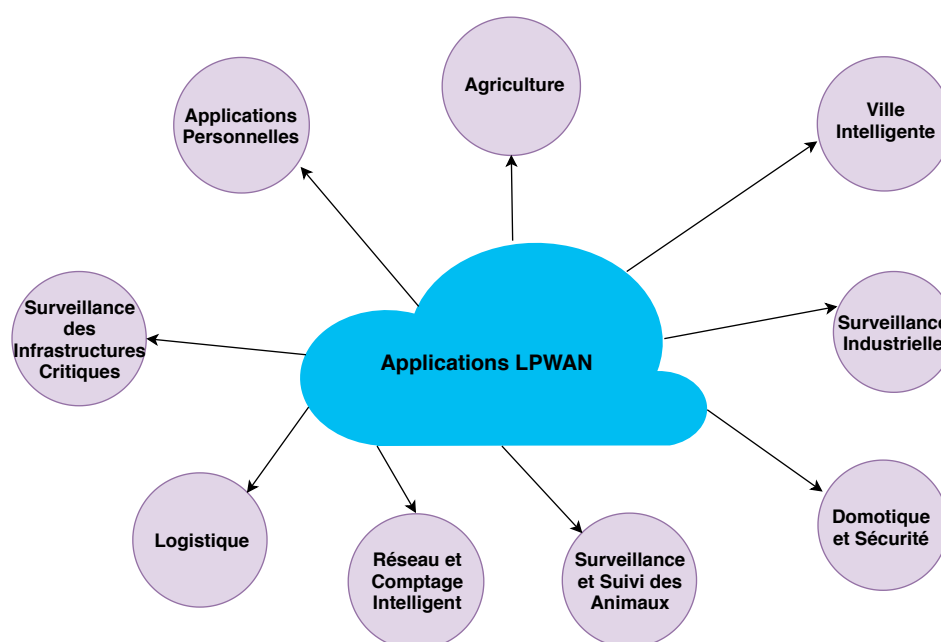 Agriculture
Applications
Personnelles
Ville
Intelligente
Surveillance
des
Infrastructures
Critiques
Surveillance
Industrielle
Applications LPWAN
Logistique
Réseau et
Comptage
Intelligent
Surveillance
et Suivi des
Animaux
Domotique
et Sécurité